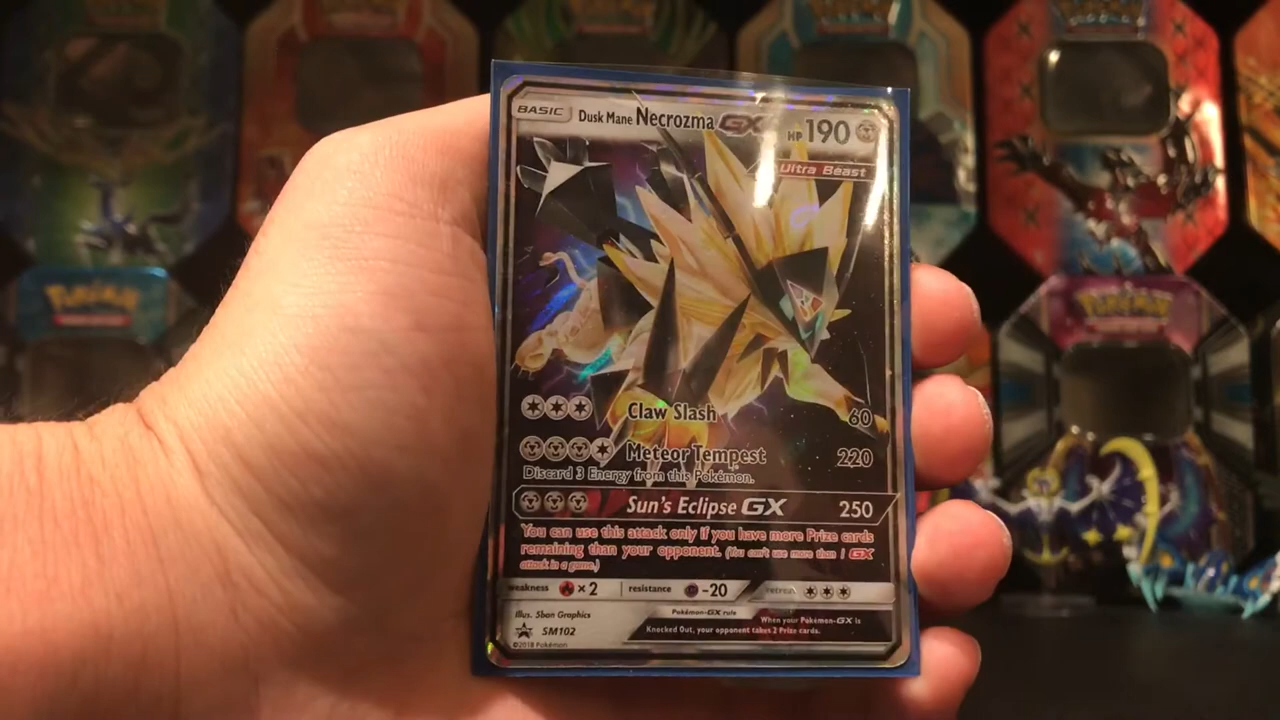 BASIC Dusk Mane Necrozma GX HP 190
Ultra Beast
Claw Slash 60
Meteor Tempest 220
Discard 3 Energy from this Pokémon.
Sun's Eclipse GX 250
You can use this attack only if you have more Prize cards
remaining than your opponent. (You can't use more than 1 GX
attack in a game.)
weakness ×2 resistance -20 retreat
Illus. 5ban Graphics
SM102
©2018 Pokémon
Pokémon-GX rule
When your Pokémon-GX is
Knocked Out, your opponent takes 2 Prize cards.
Pokémon
Pokémon